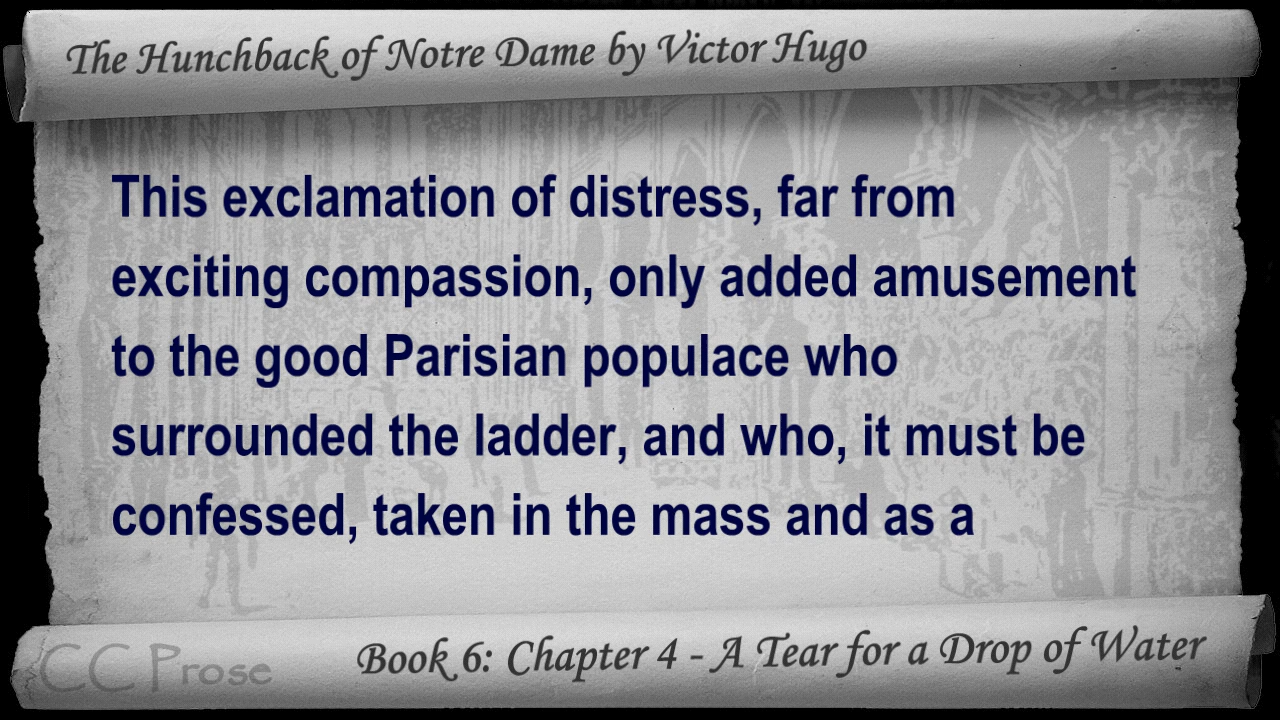 The Hunchback of Notre Dame by Victor Hugo
This exclamation of distress, far from
exciting compassion, only added amusement
to the good Parisian populace who
surrounded the ladder, and who, it must be
confessed, taken in the mass and as a
CC Prose
Book 6: Chapter 4 - A Tear for a Drop of Water